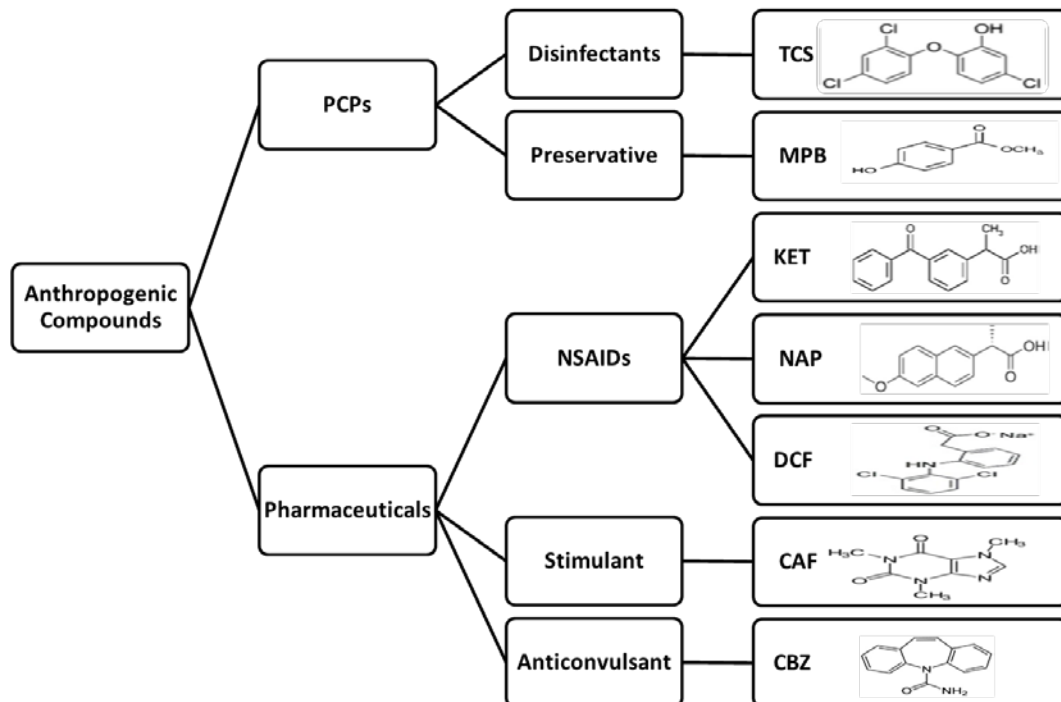 Anthropogenic
Compounds
PCPs
Pharmaceuticals
Disinfectants
Preservative
NSAIDs
Stimulant
Anticonvulsant
TCS
Cl
OH
O
Cl
Cl
MPB
O
OCH₃
HO
KET
O
CH₃
OH
O
NAP
OH
O
O
DCF
O
O⁻ Na⁺
HN
Cl
Cl
CAF
O
CH₃
H₃C
N
N
O
N
N
CH₃
CBZ
N
O
NH₂